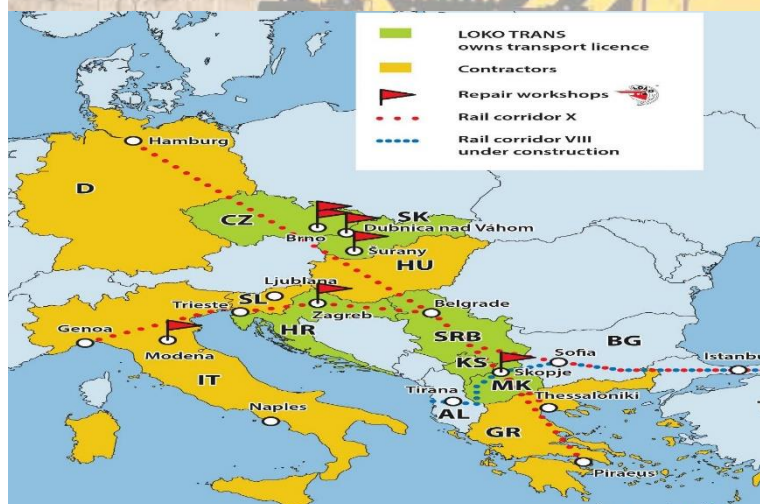 LOKO TRANS
owns transport licence
Contractors
Repair workshops
Rail corridor X
Rail corridor VIII
under construction
Hamburg
D
CZ
SK
Brno
Dubnica nad Váhom
Šurany
HU
Ljublana
SL
Trieste
Zagreb
Belgrade
Genoa
HR
Modena
SRB
IT
KS
Sofia
BG
Istanbu
Skopje
Tirana
MK
Thessaloniki
AL
Naples
GR
Piraeus